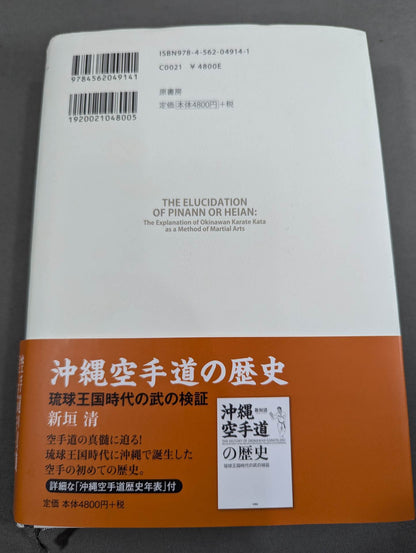 ISBN978-4-562-04914-1
C0021 ¥4800E
9784562049141
原書房
定価 本体4800円 +税
1920021048005
THE ELUCIDATION
OF PINANN OR HEIAN:
The Explanation of Okinawan Karate Kata
as a Method of Martial Arts
沖縄空手道の歴史
琉球王国時代の武の検証
新垣 清
空手道の真髄に迫る!
琉球王国時代に沖縄で誕生した
空手の初めての歴史。
詳細な「沖縄空手道歴史年表」付
定価 本体4800円+税
沖縄
新垣清
空手道
の歴史
琉球王国時代の武の検証